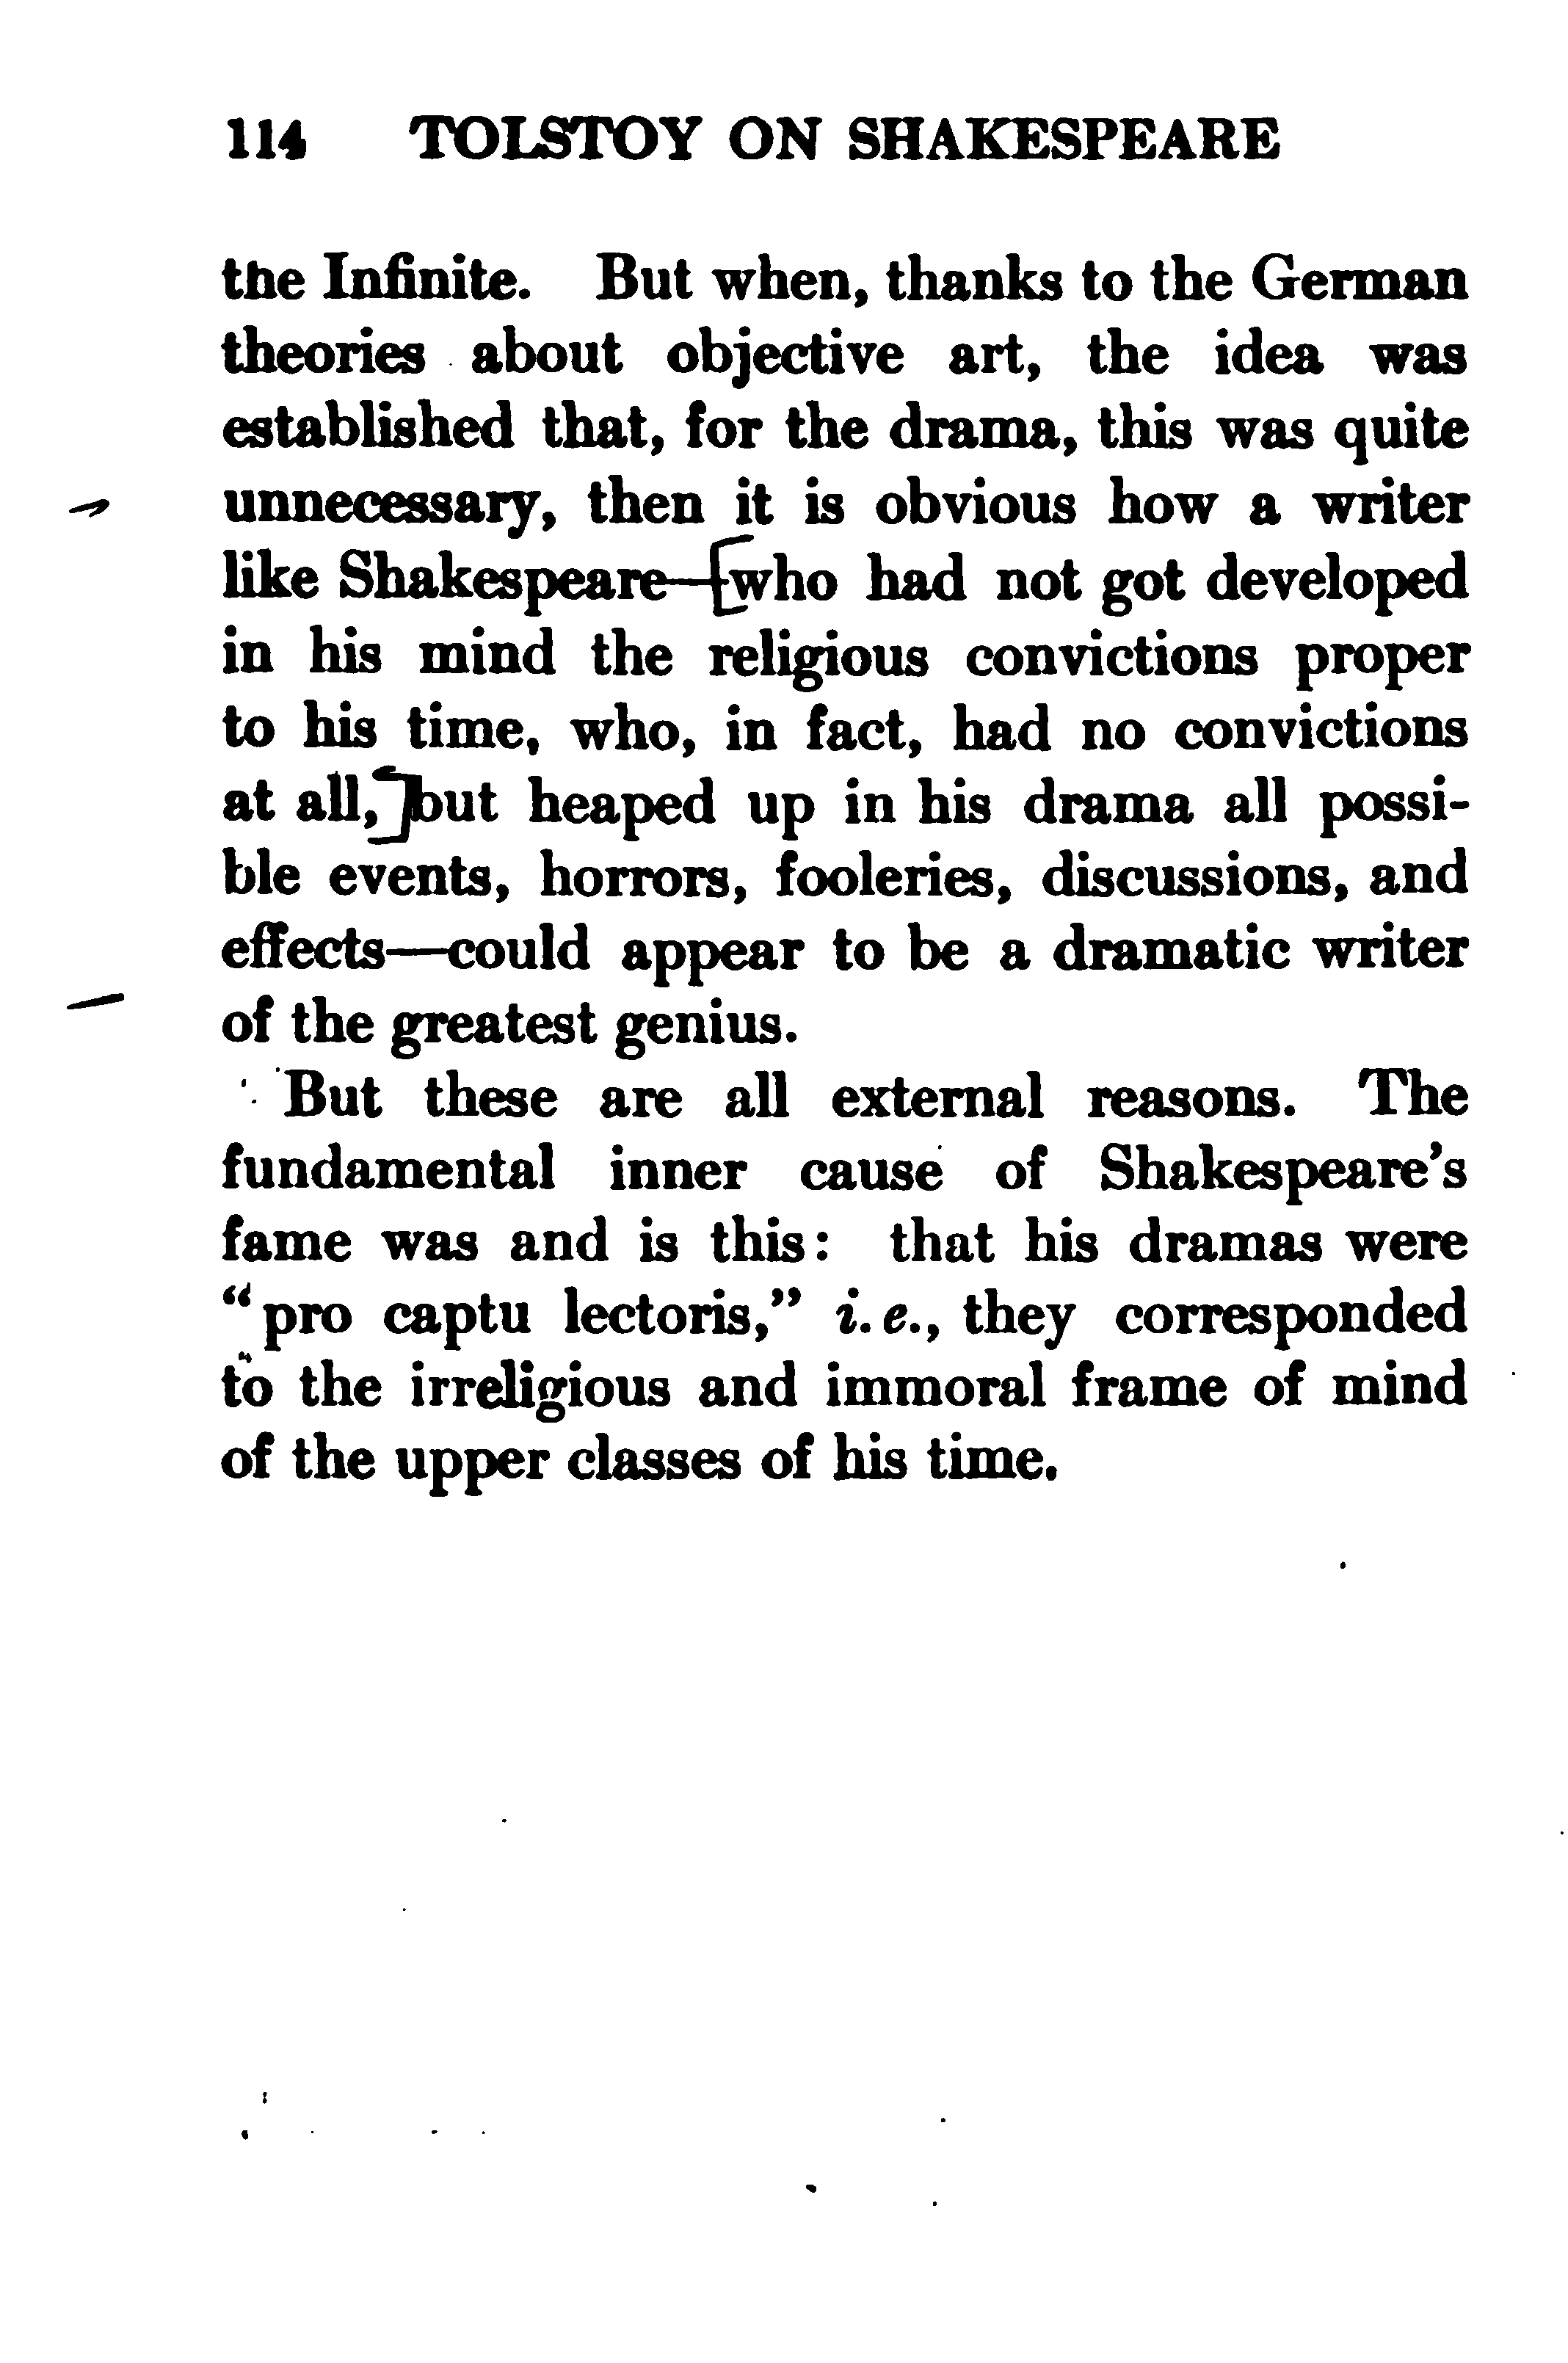 114 TOLSTOY ON SHAKESPEARE
the Infinite. But when, thanks to the German
theories about objective art, the idea was
established that, for the drama, this was quite
unnecessary, then it is obvious how a writer
like Shakespeare—[who had not got developed
in his mind the religious convictions proper
to his time, who, in fact, had no convictions
at all,]but heaped up in his drama all possi-
ble events, horrors, fooleries, discussions, and
effects—could appear to be a dramatic writer
of the greatest genius.
But these are all external reasons. The
fundamental inner cause of Shakespeare's
fame was and is this: that his dramas were
"pro captu lectoris," i. e., they corresponded
to the irreligious and immoral frame of mind
of the upper classes of his time.